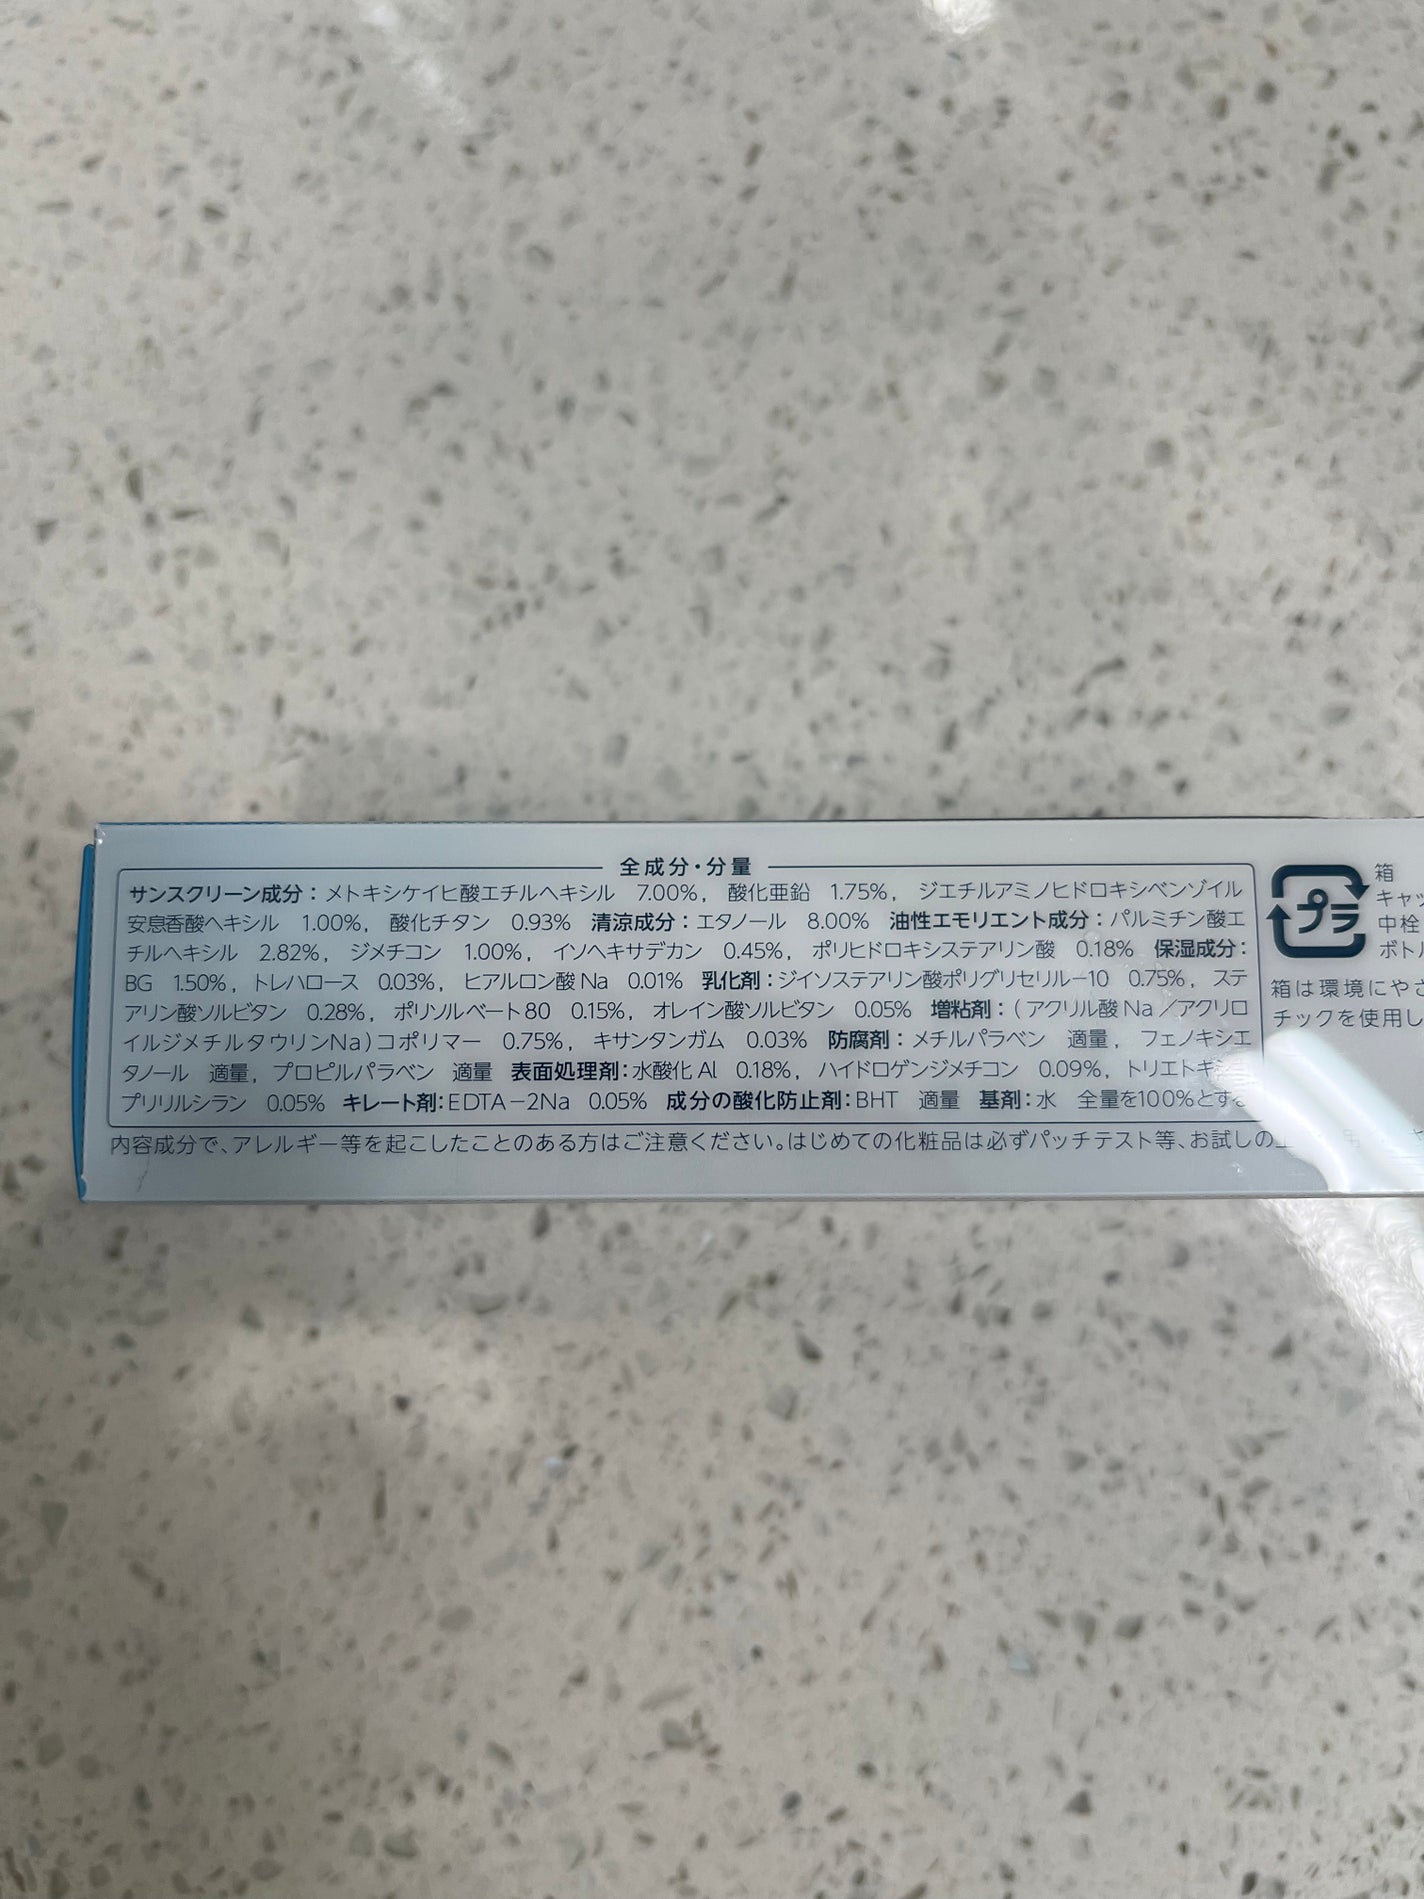 全成分・分量
サンスクリーン成分：メトキシケイヒ酸エチルヘキシル 7.00%, 酸化亜鉛 1.75%, ジエチルアミノヒドロキシベンゾイル
安息香酸ヘキシル 1.00%, 酸化チタン 0.93% 清涼成分：エタノール 8.00% 油性エモリエント成分：パルミチン酸エ
チルヘキシル 2.82%, ジメチコン 1.00%, イソヘキサデカン 0.45%, ポリヒドロキシステアリン酸 0.18% 保湿成分：
BG 1.50%, トレハロース 0.03%, ヒアルロン酸Na 0.01% 乳化剤：ジイソステアリン酸ポリグリセリル−10 0.75%, ステ
アリン酸ソルビタン 0.28%, ポリソルベート80 0.15%, オレイン酸ソルビタン 0.05% 増粘剤：(アクリル酸Na／アクリロ
イルジメチルタウリンNa)コポリマー 0.75%, キサンタンガム 0.03% 防腐剤：メチルパラベン 適量, フェノキシエ
タノール 適量, プロピルパラベン 適量 表面処理剤：水酸化Al 0.18%, ハイドロゲンジメチコン 0.09%, トリエトキシ
プリリルシラン 0.05% キレート剤：EDTA−2Na 0.05% 成分の酸化防止剤：BHT 適量 基剤：水 全量を100%とする
内容成分で、アレルギー等を起こしたことのある方はご注意ください。はじめての化粧品は必ずパッチテスト等、お試しの
プラ
箱
キャッ
中栓
ボトル
箱は環境にやさ
チックを使用し